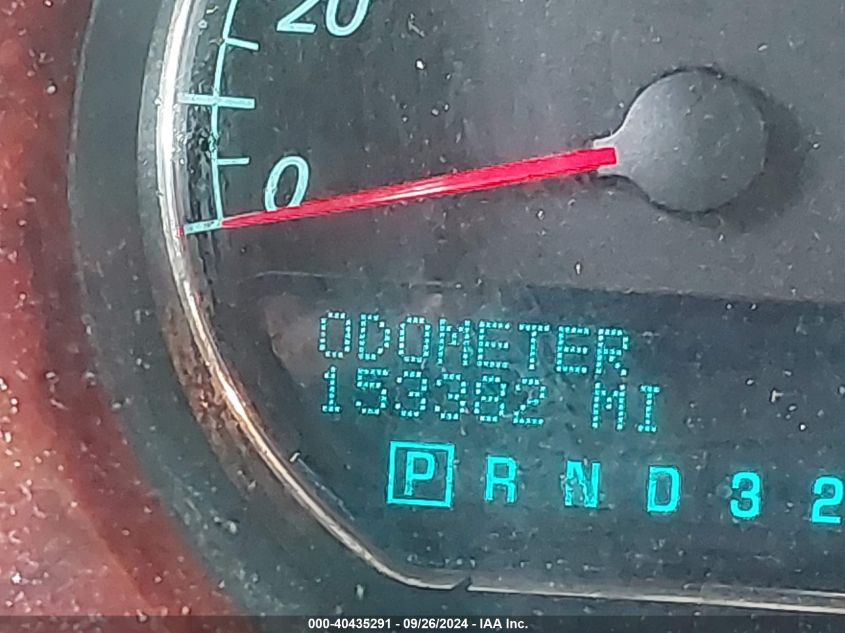 20
0
ODOMETER
153382 MI
P R N D 3 2
000-40435291 - 09/26/2024 - IAA Inc.